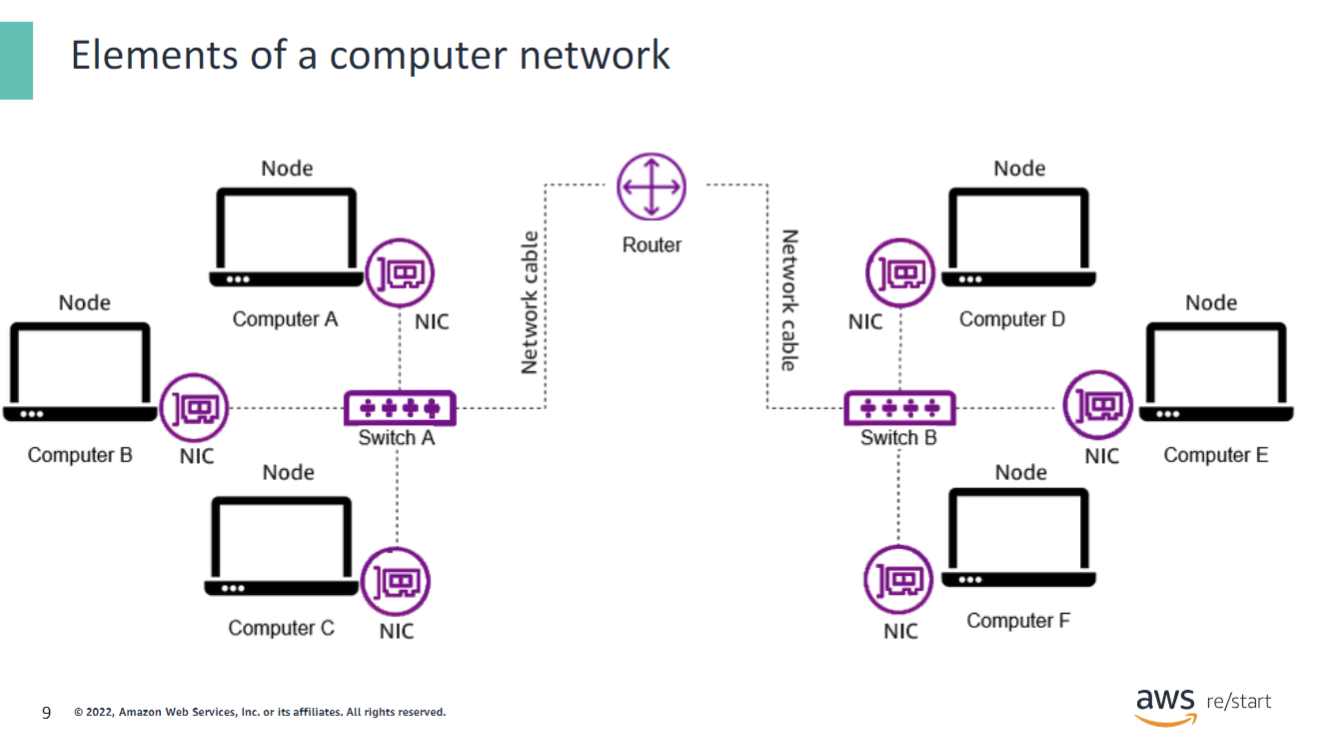 Elements of a computer network
Node
Computer A
NIC
Node
Computer B
NIC
Switch A
Node
Computer C
NIC
Network cable
Router
Network cable
Node
NIC
Computer D
Node
NIC
Computer E
Switch B
Node
NIC
Computer F
9
© 2022, Amazon Web Services, Inc. or its affiliates. All rights reserved.
aws re/start